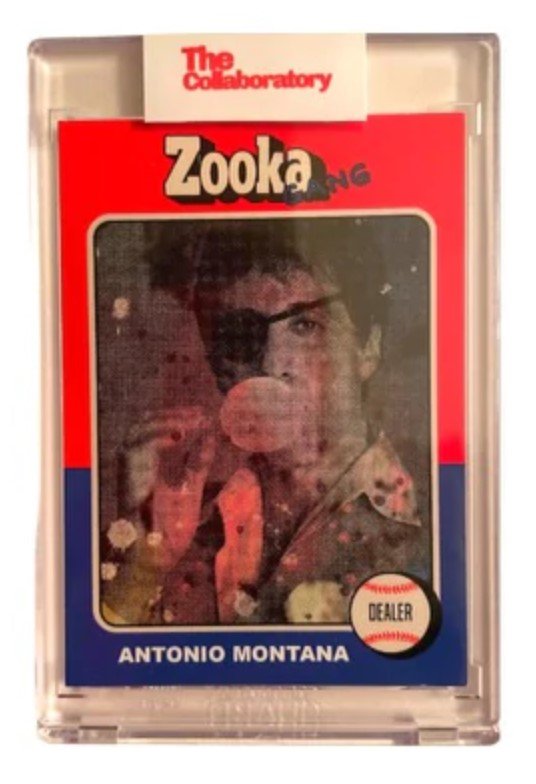 The
Collaboratory
Zooka
GANG
DEALER
ANTONIO MONTANA